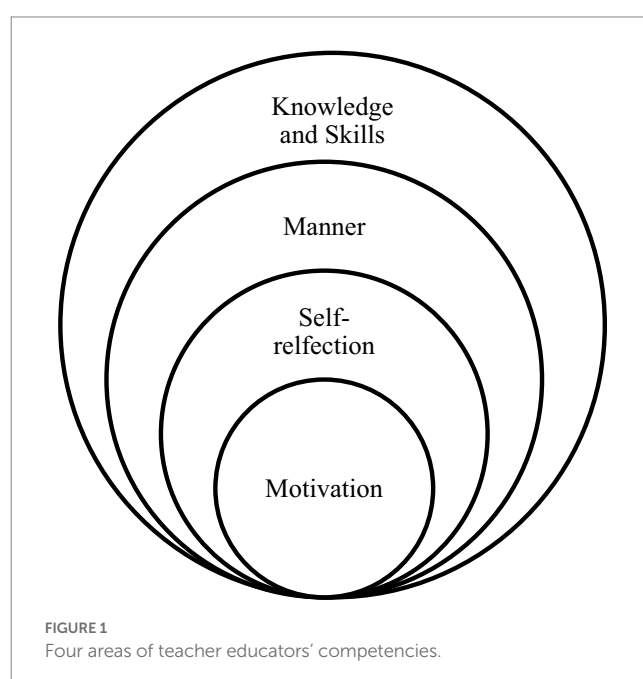 Knowledge
and Skills
Manner
Self-
relfection
Motivation
FIGURE 1
Four areas of teacher educators' competencies.